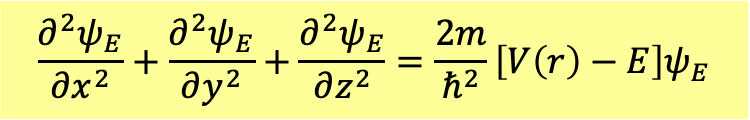 ∂²ψ_E/∂x² + ∂²ψ_E/∂y² + ∂²ψ_E/∂z² = 2m/ħ² [V(r) − E]ψ_E